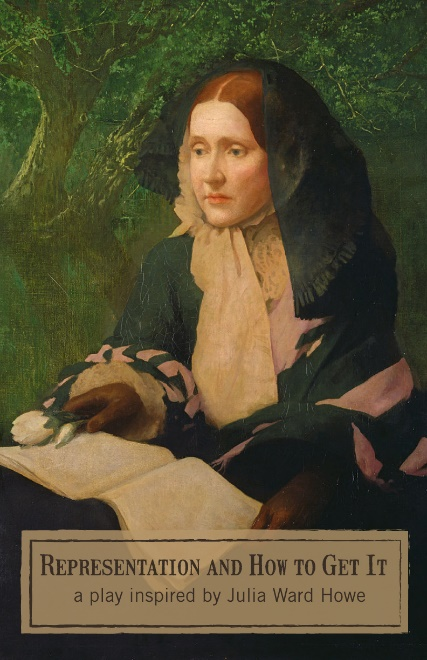 Representation and How to Get It
a play inspired by Julia Ward Howe